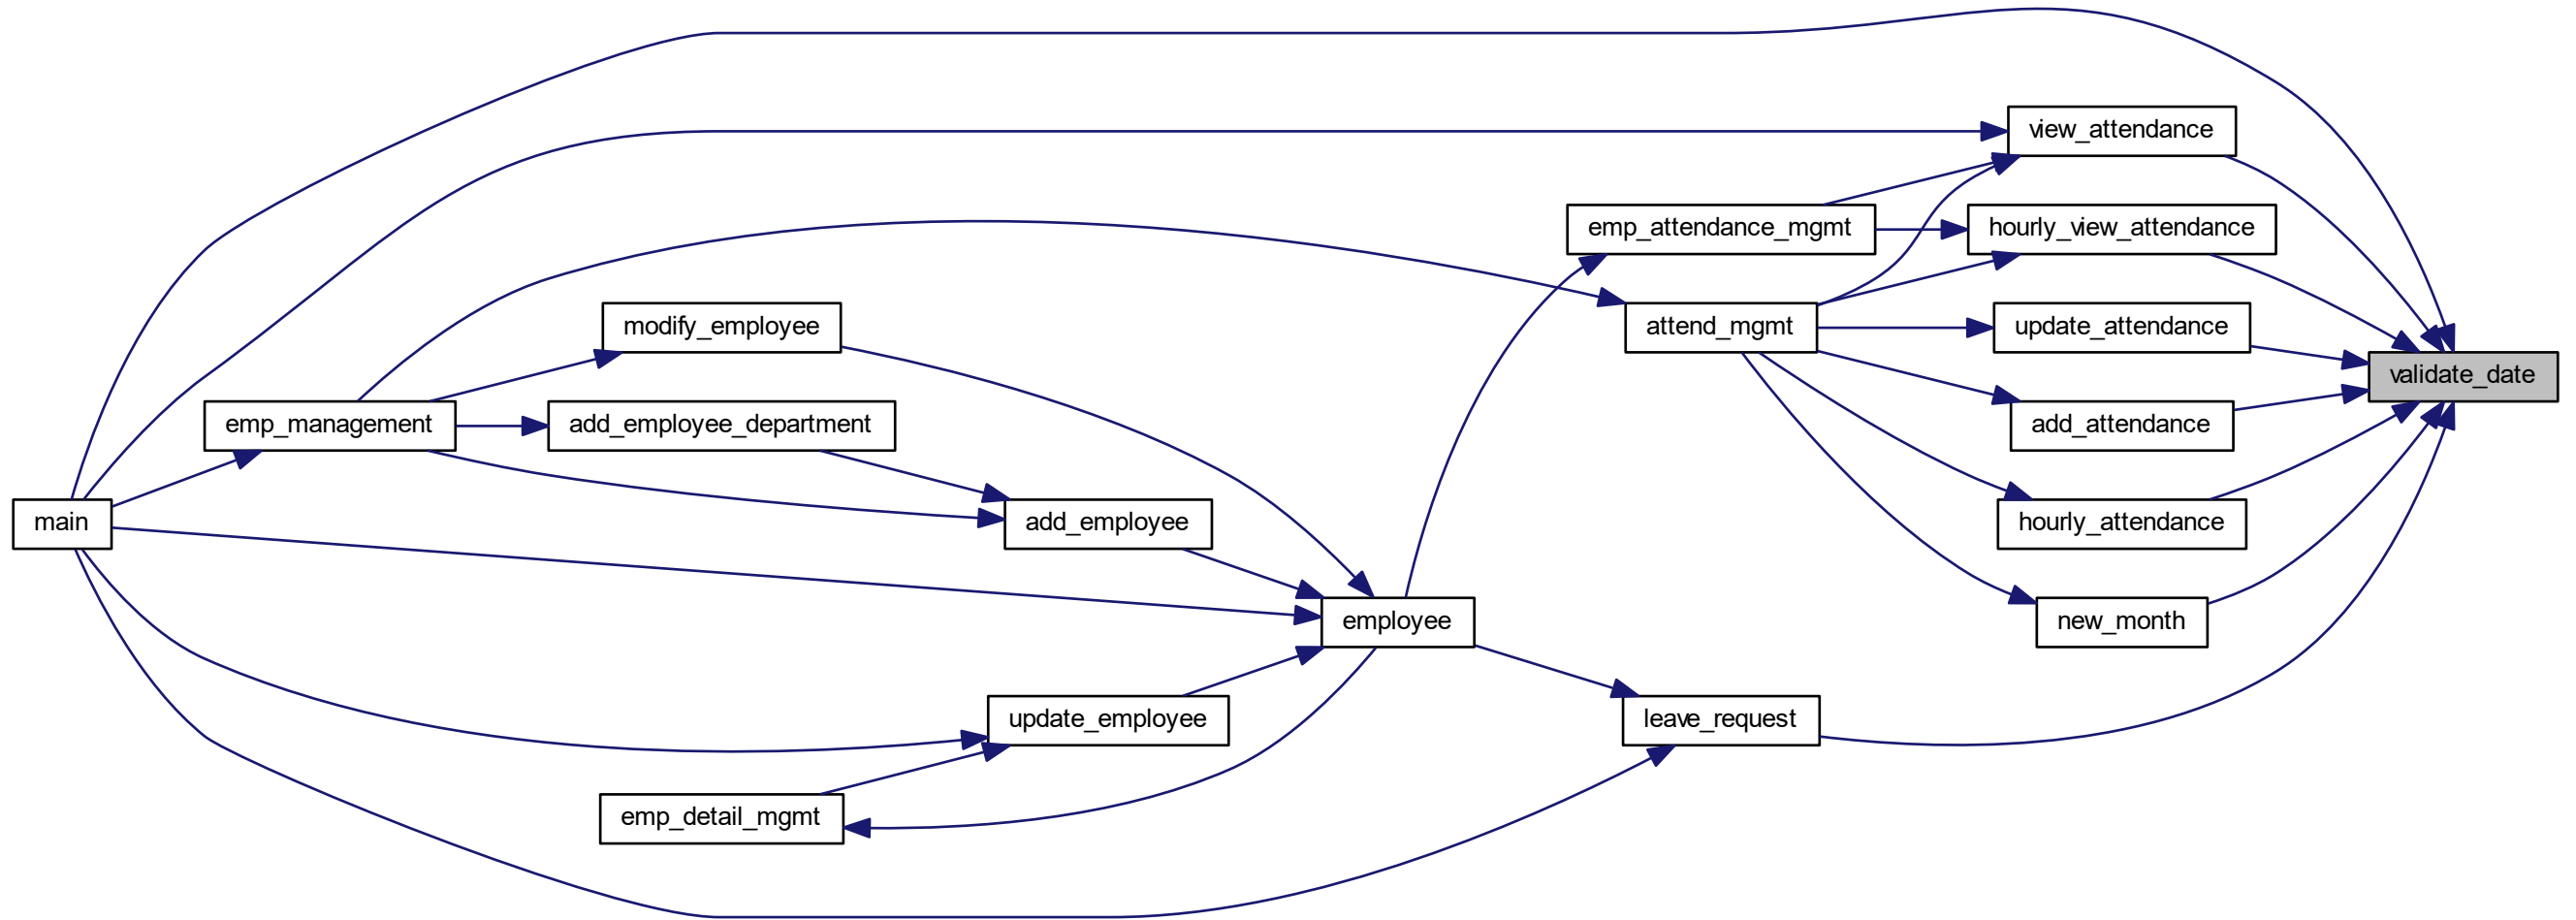 view_attendance
emp_attendance_mgmt
hourly_view_attendance
modify_employee
attend_mgmt
update_attendance
validate_date
emp_management
add_employee_department
add_attendance
main
add_employee
hourly_attendance
employee
new_month
update_employee
leave_request
emp_detail_mgmt